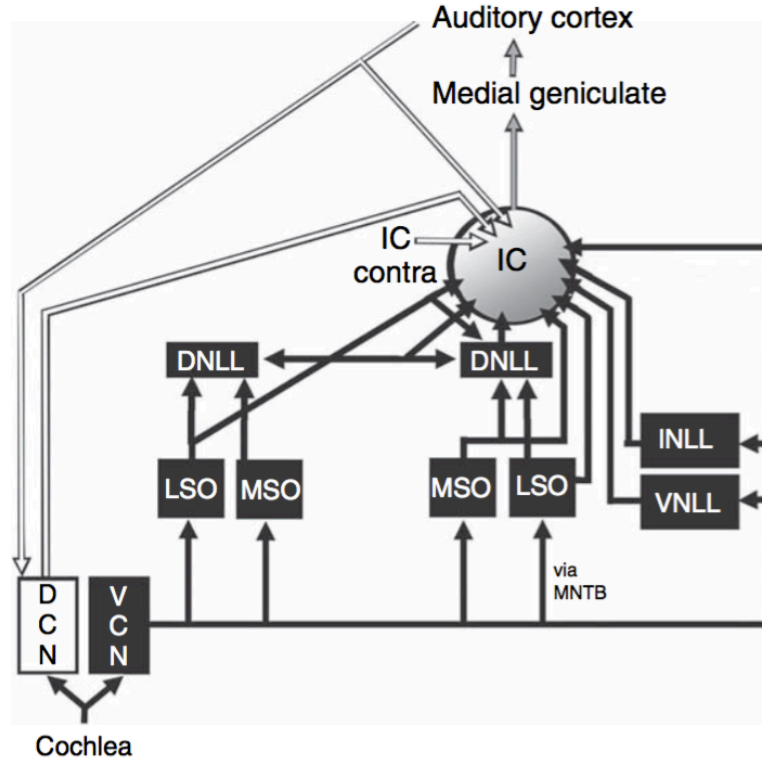 Auditory cortex
Medial geniculate
IC
contra
IC
DNLL
DNLL
INLL
LSO
MSO
MSO
LSO
VNLL
via
MNTB
D
C
N
V
C
N
Cochlea